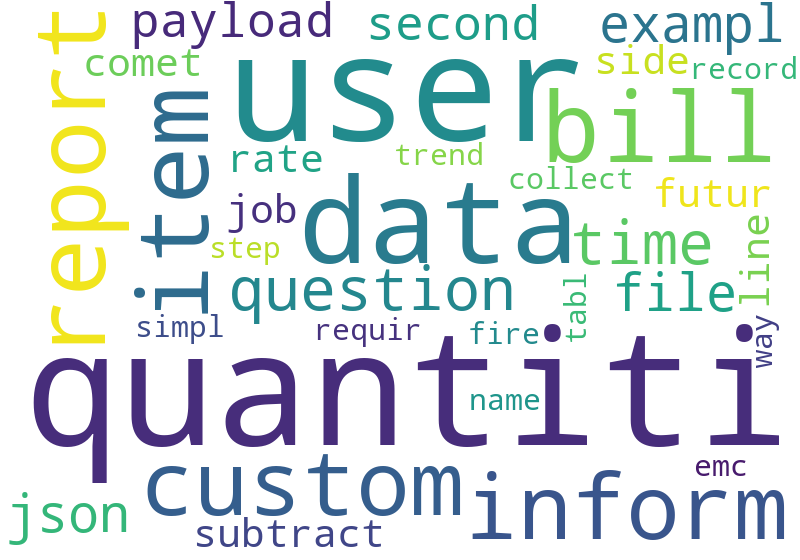 payload
second
exampl
comet
user
side
record
report
item
bill
rate
trend
collect
data
futur
job
step
time
line
question
file
tabl
simpl
requir
fire
way
quantiti
name
custom
inform
emc
json
subtract